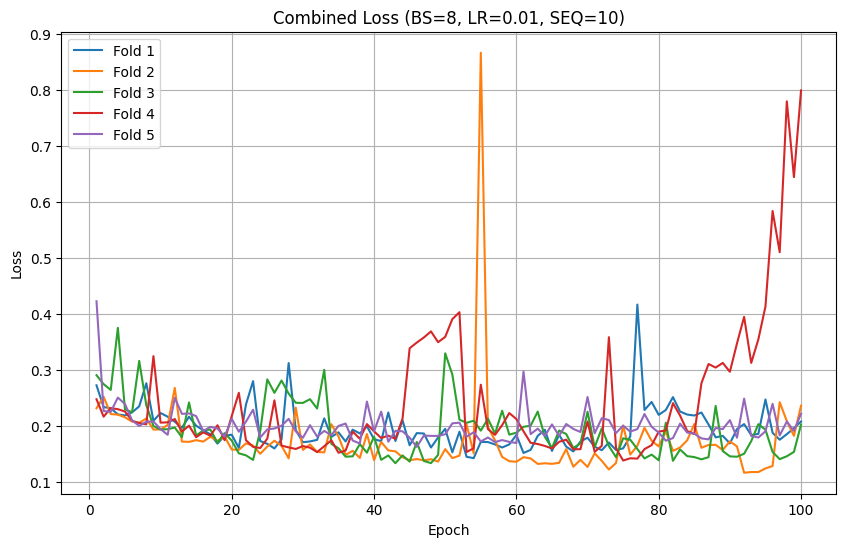 Combined Loss (BS=8, LR=0.01, SEQ=10)
Fold 1
Fold 2
Fold 3
Fold 4
Fold 5
Loss
0.9
0.8
0.7
0.6
0.5
0.4
0.3
0.2
0.1
0
20
40
60
80
100
Epoch